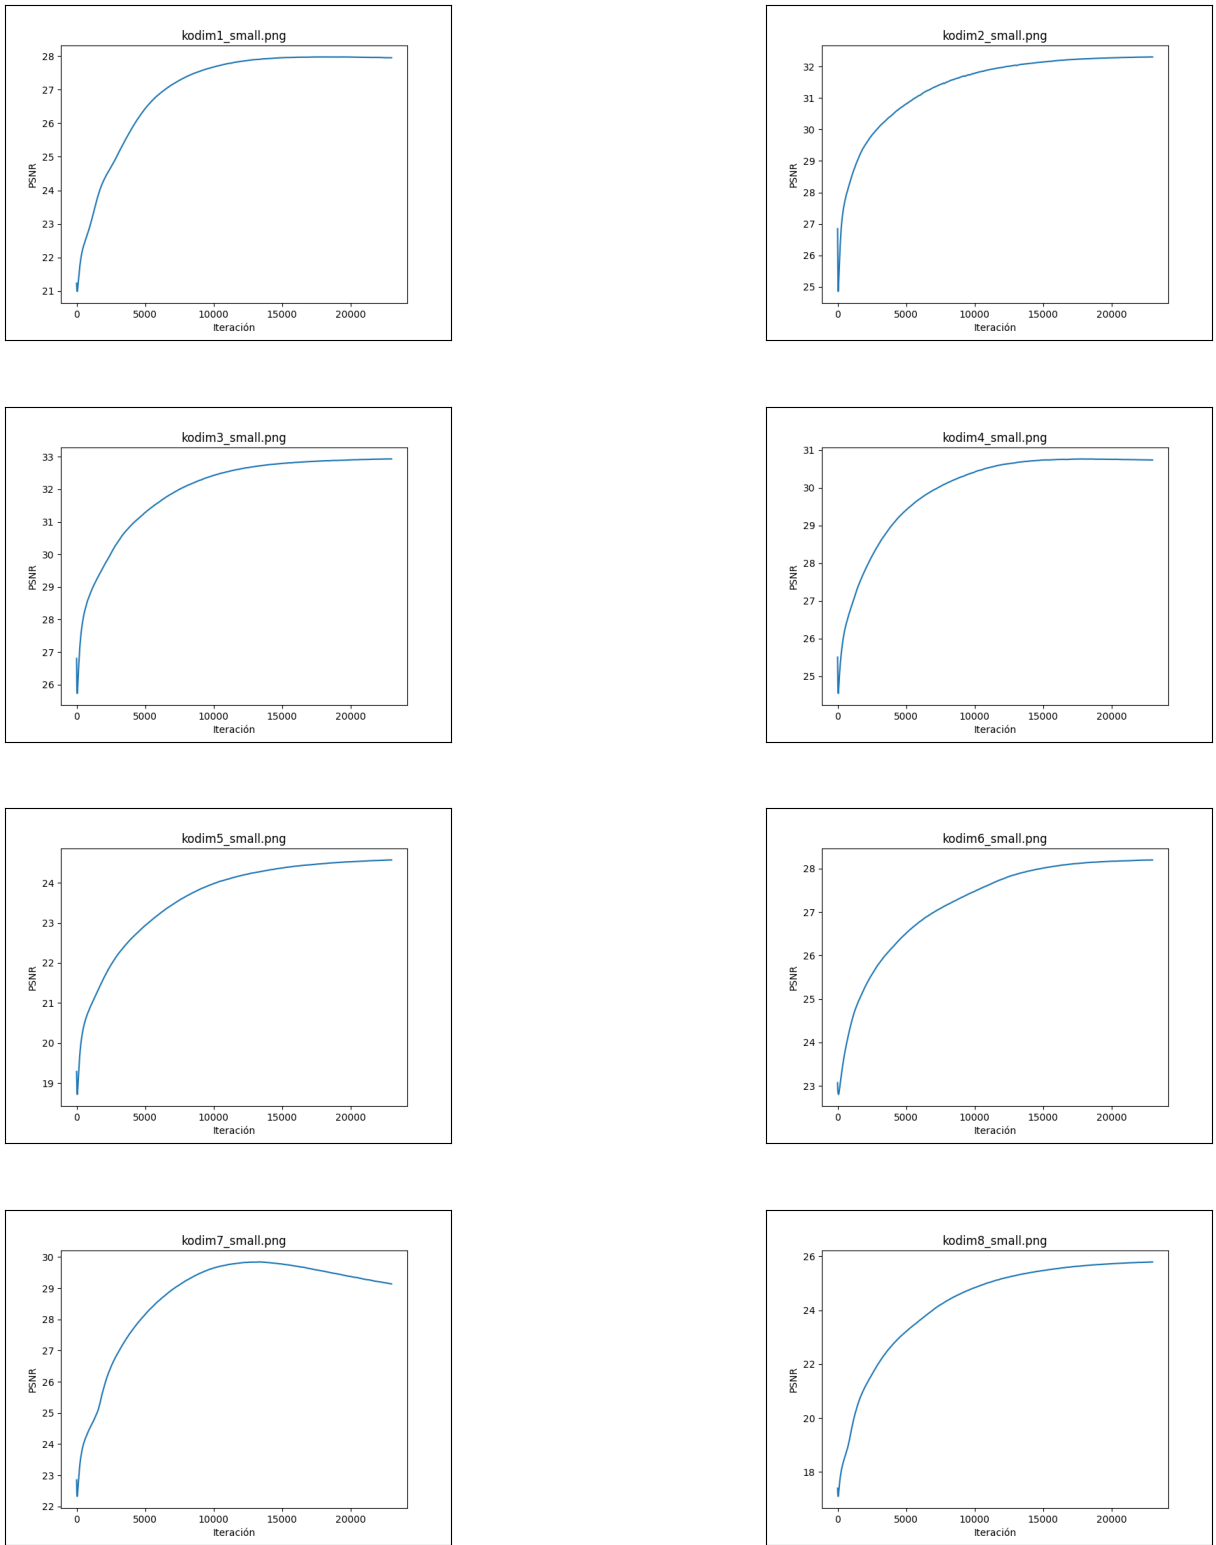 kodim1_small.png
28
27
26
25
24
23
22
21
PSNR
0 5000 10000 15000 20000
Iteración
kodim2_small.png
32
31
30
29
28
27
26
25
PSNR
0 5000 10000 15000 20000
Iteración
kodim3_small.png
33
32
31
30
29
28
27
26
PSNR
0 5000 10000 15000 20000
Iteración
kodim4_small.png
31
30
29
28
27
26
25
PSNR
0 5000 10000 15000 20000
Iteración
kodim5_small.png
24
23
22
21
20
19
PSNR
0 5000 10000 15000 20000
Iteración
kodim6_small.png
28
27
26
25
24
23
PSNR
0 5000 10000 15000 20000
Iteración
kodim7_small.png
30
29
28
27
26
25
24
23
22
PSNR
0 5000 10000 15000 20000
Iteración
kodim8_small.png
26
24
22
20
18
PSNR
0 5000 10000 15000 20000
Iteración